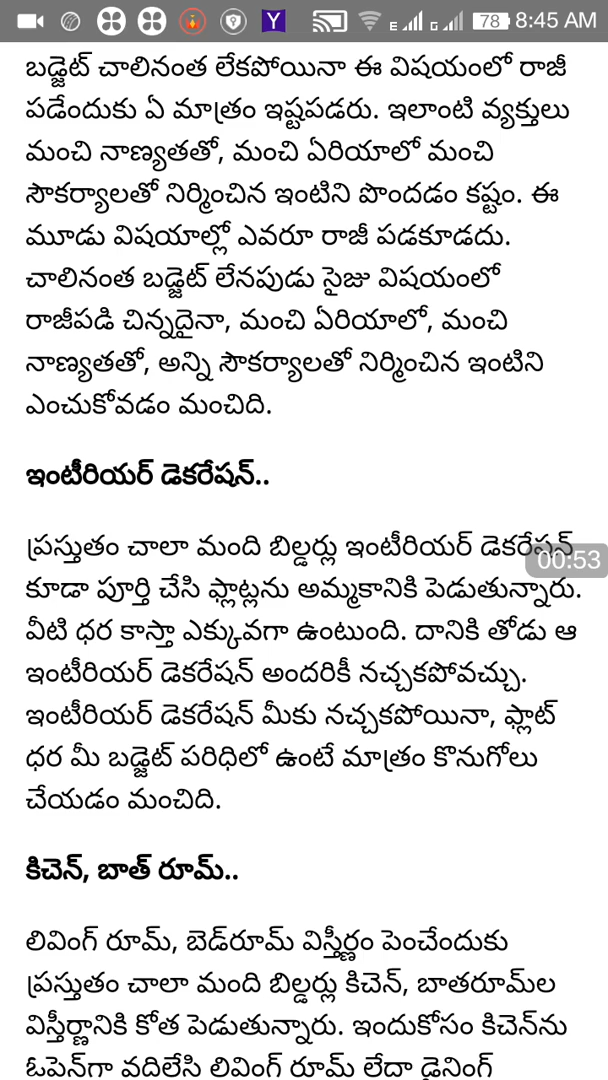 E G 78 8:45 AM
బడ్జెట్ చాలినంత లేకపోయినా ఈ విషయంలో రాజీ
పడేందుకు ఏ మాత్రం ఇష్టపడరు. ఇలాంటి వ్యక్తులు
మంచి నాణ్యతతో, మంచి ఏరియాలో మంచి
సౌకర్యాలతో నిర్మించిన ఇంటిని పొందడం కష్టం. ఈ
మూడు విషయాల్లో ఎవరూ రాజీ పడకూడదు.
చాలినంత బడ్జెట్ లేనపుడు సైజు విషయంలో
రాజీపడి చిన్నదైనా, మంచి ఏరియాలో, మంచి
నాణ్యతతో, అన్ని సౌకర్యాలతో నిర్మించిన ఇంటిని
ఎంచుకోవడం మంచిది.
ఇంటీరియర్ డెకరేషన్..
ప్రస్తుతం చాలా మంది బిల్డర్లు ఇంటీరియర్ డెకరేషన్
00:53
కూడా పూర్తి చేసి ఫ్లాట్లను అమ్మకానికి పెడుతున్నారు.
వీటి ధర కాస్తా ఎక్కువగా ఉంటుంది. దానికి తోడు ఆ
ఇంటీరియర్ డెకరేషన్ అందరికీ నచ్చకపోవచ్చు.
ఇంటీరియర్ డెకరేషన్ మీకు నచ్చకపోయినా, ఫ్లాట్
ధర మీ బడ్జెట్ పరిధిలో ఉంటే మాత్రం కొనుగోలు
చేయడం మంచిది.
కిచెన్, బాత్ రూమ్..
లివింగ్ రూమ్, బెడ్‌రూమ్ విస్తీర్ణం పెంచేందుకు
ప్రస్తుతం చాలా మంది బిల్డర్లు కిచెన్, బాతరూమ్‌ల
విస్తీర్ణానికి కోత పెడుతున్నారు. ఇందుకోసం కిచెన్‌ను
ఓపెన్‌గా వదిలేసి లివింగ్ రూమ్ లేదా డైనింగ్